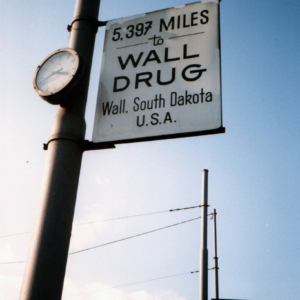 5,397 MILES
to
WALL
DRUG
Wall, South Dakota
U.S.A.